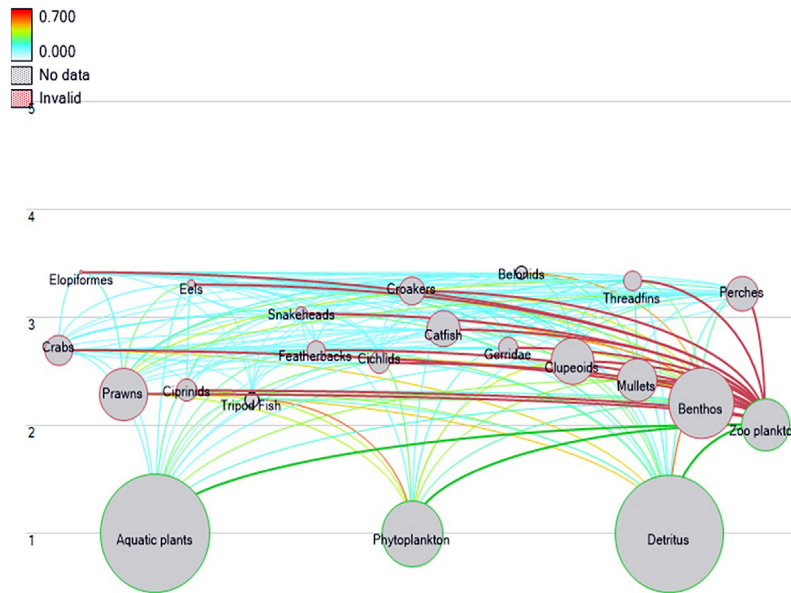 0.700
0.000
No data
Invalid
5
4
Elopiformes
Belonids
Eels
Croakers
Threadfins
Perches
3
Snakeheads
Catfish
Crabs
Featherbacks
Cichlids
Gerridae
Clupeoids
Prawns
Ciprinids
Tripod Fish
Mullets
Benthos
2
Zoo plankto
1
Aquatic plants
Phytoplankton
Detritus